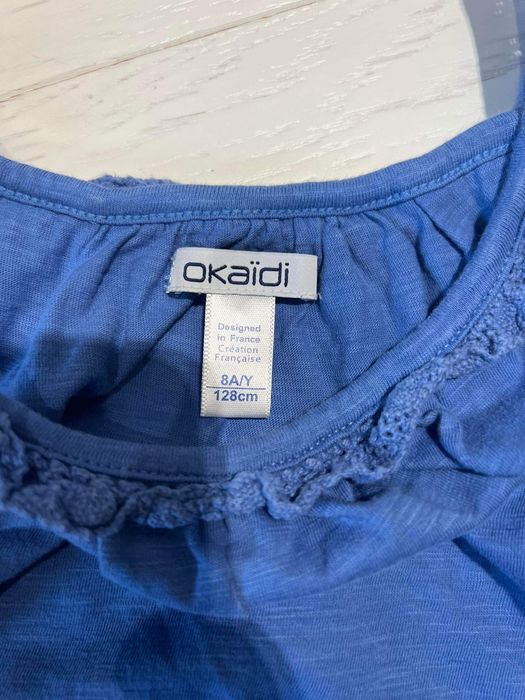 okaïdi
Designed
in France
Création
Française
8A/Y
128cm